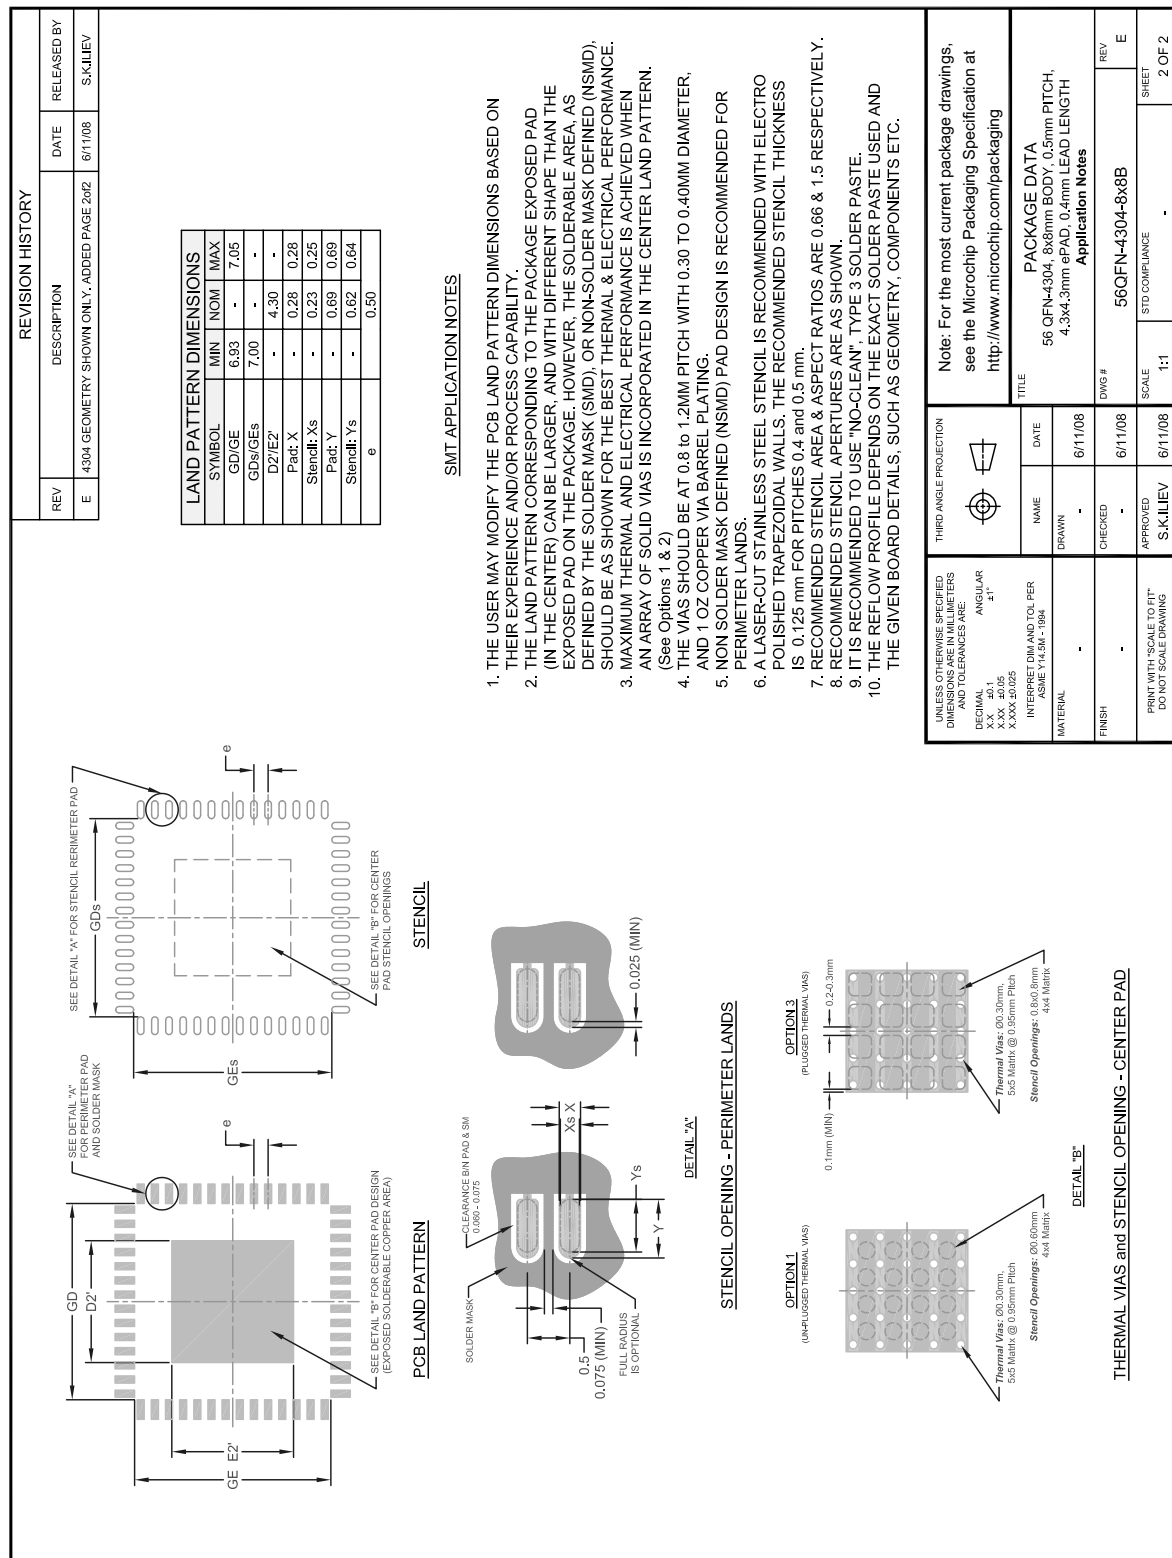 REVISION HISTORY
REV DESCRIPTION DATE RELEASED BY
E 4304 GEOMETRY SHOWN ONLY. ADDED PAGE 2of2 6/11/08 S.K.ILIEV
SEE DETAIL "A"
FOR PERIMETER PAD
AND SOLDER MASK
GD
D2'
e
GE
E2'
SEE DETAIL "B" FOR CENTER PAD DESIGN
(EXPOSED SOLDERABLE COPPER AREA)
PCB LAND PATTERN
SEE DETAIL "A" FOR STENCIL RERIMETER PAD
GDs
e
GEs
SEE DETAIL "B" FOR CENTER
PAD STENCIL OPENINGS
STENCIL
LAND PATTERN DIMENSIONS
SYMBOL MIN NOM MAX
GD/GE 6.93 - 7.05
GDs/GEs 7.00 - -
D2'/E2' - 4.30 -
Pad: X - 0.28 0.28
Stencil: Xs - 0.23 0.25
Pad: Y - 0.69 0.69
Stencil: Ys - 0.62 0.64
e 0.50
SOLDER MASK
CLEARANCE B/N PAD & SM
0.060 - 0.075
0.5
0.075 (MIN)
FULL RADIUS
IS OPTIONAL
Xs X
Ys
Y
0.025 (MIN)
DETAIL "A"
STENCIL OPENING - PERIMETER LANDS
OPTION 1
(UN-PLUGGED THERMAL VIAS)
Thermal Vias: Ø0.30mm,
5x5 Matrix @ 0.95mm Pitch
Stencil Openings: Ø0.60mm
4x4 Matrix
OPTION 3
(PLUGGED THERMAL VIAS)
0.1mm (MIN)
0.2-0.3mm
Thermal Vias: Ø0.30mm,
5x5 Matrix @ 0.95mm Pitch
Stencil Openings: 0.8x0.8mm
4x4 Matrix
DETAIL "B"
THERMAL VIAS and STENCIL OPENING - CENTER PAD
SMT APPLICATION NOTES
1. THE USER MAY MODIFY THE PCB LAND PATTERN DIMENSIONS BASED ON
THEIR EXPERIENCE AND/OR PROCESS CAPABILITY.
2. THE LAND PATTERN CORRESPONDING TO THE PACKAGE EXPOSED PAD
(IN THE CENTER) CAN BE LARGER, AND WITH DIFFERENT SHAPE THAN THE
EXPOSED PAD ON THE PACKAGE. HOWEVER, THE SOLDERABLE AREA, AS
DEFINED BY THE SOLDER MASK (SMD), OR NON-SOLDER MASK DEFINED (NSMD),
SHOULD BE AS SHOWN FOR THE BEST THERMAL & ELECTRICAL PERFORMANCE.
3. MAXIMUM THERMAL AND ELECTRICAL PERFORMANCE IS ACHIEVED WHEN
AN ARRAY OF SOLID VIAS IS INCORPORATED IN THE CENTER LAND PATTERN.
(See Options 1 & 2)
4. THE VIAS SHOULD BE AT 0.8 to 1.2MM PITCH WITH 0.30 TO 0.40MM DIAMETER,
AND 1 OZ COPPER VIA BARREL PLATING.
5. NON SOLDER MASK DEFINED (NSMD) PAD DESIGN IS RECOMMENDED FOR
PERIMETER LANDS.
6. A LASER-CUT STAINLESS STEEL STENCIL IS RECOMMENDED WITH ELECTRO
POLISHED TRAPEZOIDAL WALLS. THE RECOMMENDED STENCIL THICKNESS
IS 0.125 mm FOR PITCHES 0.4 and 0.5 mm.
7. RECOMMENDED STENCIL AREA & ASPECT RATIOS ARE 0.66 & 1.5 RESPECTIVELY.
8. RECOMMENDED STENCIL APERTURES ARE AS SHOWN.
9. IT IS RECOMMENDED TO USE "NO-CLEAN", TYPE 3 SOLDER PASTE.
10. THE REFLOW PROFILE DEPENDS ON THE EXACT SOLDER PASTE USED AND
THE GIVEN BOARD DETAILS, SUCH AS GEOMETRY, COMPONENTS ETC.
UNLESS OTHERWISE SPECIFIED
DIMENSIONS ARE IN MILLIMETERS
AND TOLERANCES ARE:
DECIMAL ANGULAR
X.X ±0.1 ±1°
X.XX ±0.05
X.XXX ±0.025
INTERPRET DIM AND TOL PER
ASME Y14.5M - 1994
MATERIAL
-
FINISH
-
PRINT WITH "SCALE TO FIT"
DO NOT SCALE DRAWING
THIRD ANGLE PROJECTION
NAME DATE
DRAWN
- 6/11/08
CHECKED
- 6/11/08
APPROVED
S.K.ILIEV 6/11/08
Note: For the most current package drawings,
see the Microchip Packaging Specification at
http://www.microchip.com/packaging
TITLE
PACKAGE DATA
56 QFN-4304, 8x8mm BODY, 0.5mm PITCH,
4.3x4.3mm ePAD, 0.4mm LEAD LENGTH
Application Notes
DWG # REV
56QFN-4304-8x8B E
SCALE STD COMPLIANCE SHEET
1:1 - 2 OF 2